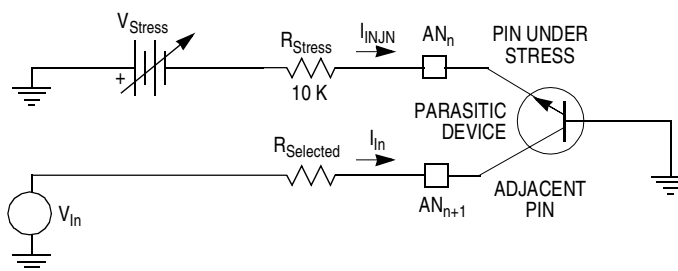 V_Stress
+
R_Stress
10 K
I_INJN
AN_n
PIN UNDER
STRESS
PARASITIC
DEVICE
R_Selected
I_In
AN_n+1
ADJACENT
PIN
V_In